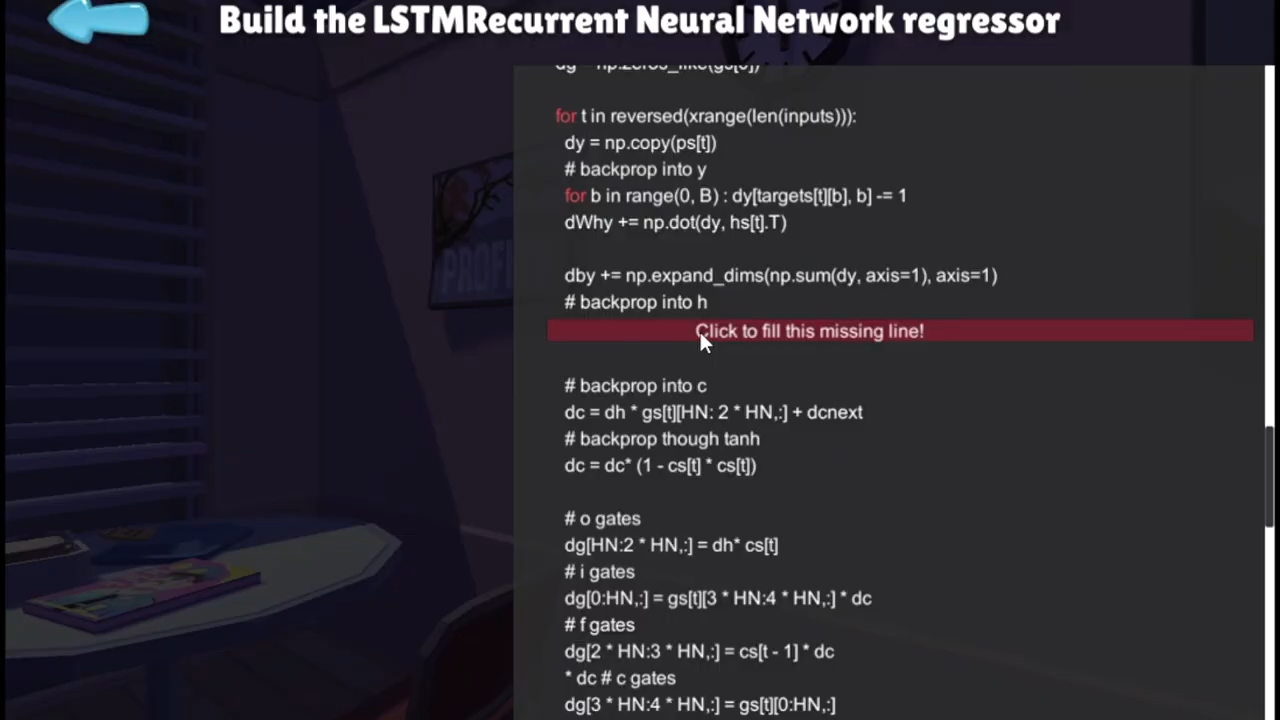 Build the LSTMRecurrent Neural Network regressor
for t in reversed(xrange(len(inputs))):
dy = np.copy(ps[t])
# backprop into y
for b in range(0, B) : dy[targets[t][b], b] -= 1
dWhy += np.dot(dy, hs[t].T)
dby += np.expand_dims(np.sum(dy, axis=1), axis=1)
# backprop into h
Click to fill this missing line!
# backprop into c
dc = dh * gs[t][HN: 2 * HN,:] + dcnext
# backprop though tanh
dc = dc* (1 - cs[t] * cs[t])
# o gates
dg[HN:2 * HN,:] = dh* cs[t]
# i gates
dg[0:HN,:] = gs[t][3 * HN:4 * HN,:] * dc
# f gates
dg[2 * HN:3 * HN,:] = cs[t - 1] * dc
* dc # c gates
dg[3 * HN:4 * HN,:] = gs[t][0:HN,:]